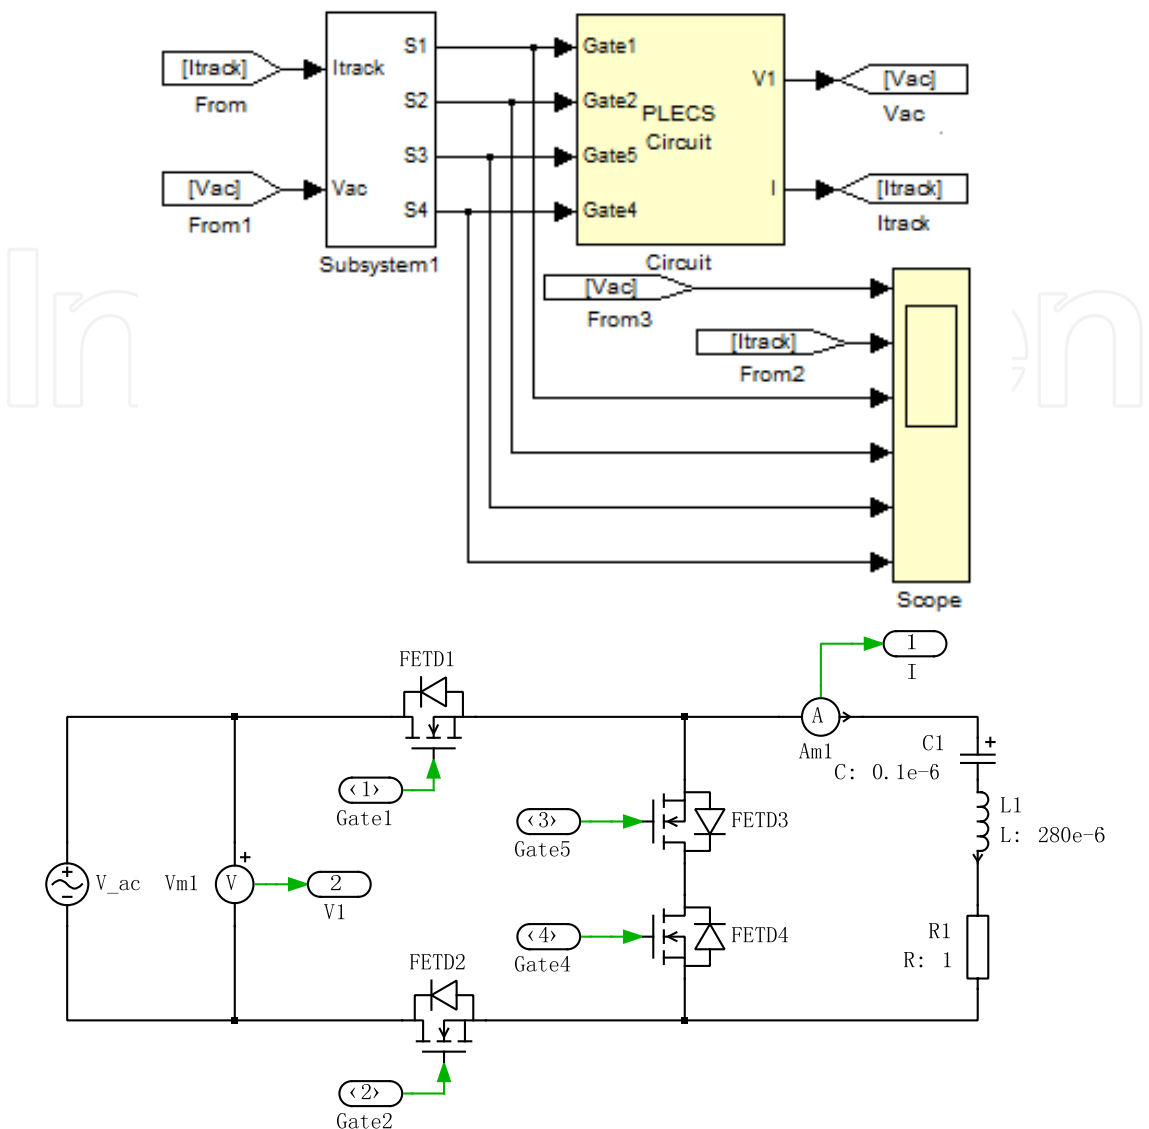 [Itrack]
From
[Vac]
From1
Itrack
Vac
S1
S2
S3
S4
Subsystem1
Gate1
Gate2
Gate5
Gate4
PLECS
Circuit
V1
I
Circuit
[Vac]
Vac
[Itrack]
Itrack
[Vac]
From3
[Itrack]
From2
Scope
In
en
1
I
FETD1
A
Am1
C1
+
C: 0.1e-6
<1>
Gate1
<3>
Gate5
FETD3
L1
L: 280e-6
+
−
V_ac
Vm1
+
V
2
V1
<4>
Gate4
FETD4
R1
R: 1
FETD2
<2>
Gate2